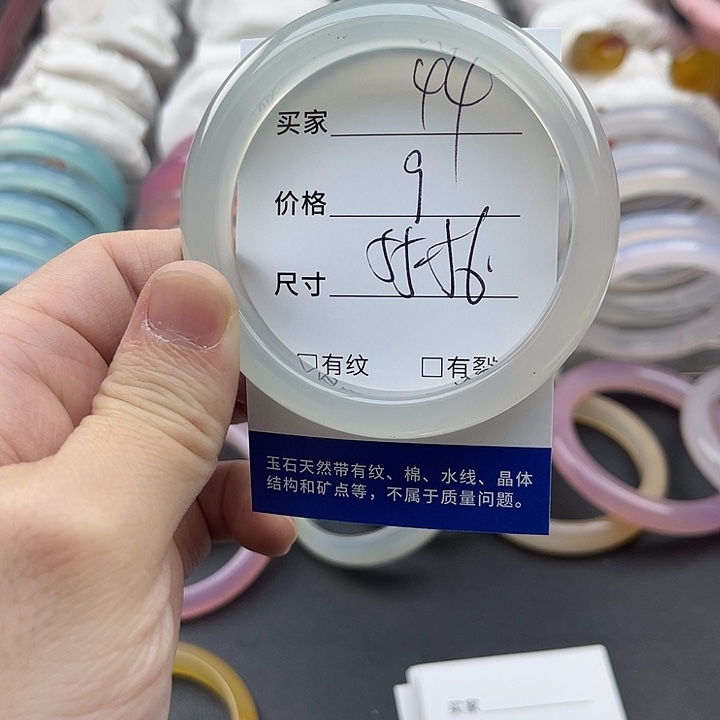 买家 44
价格 9
尺寸 55-56
□有纹 □有裂
玉石天然带有纹、棉、水线、晶体
结构和矿点等，不属于质量问题。
买家